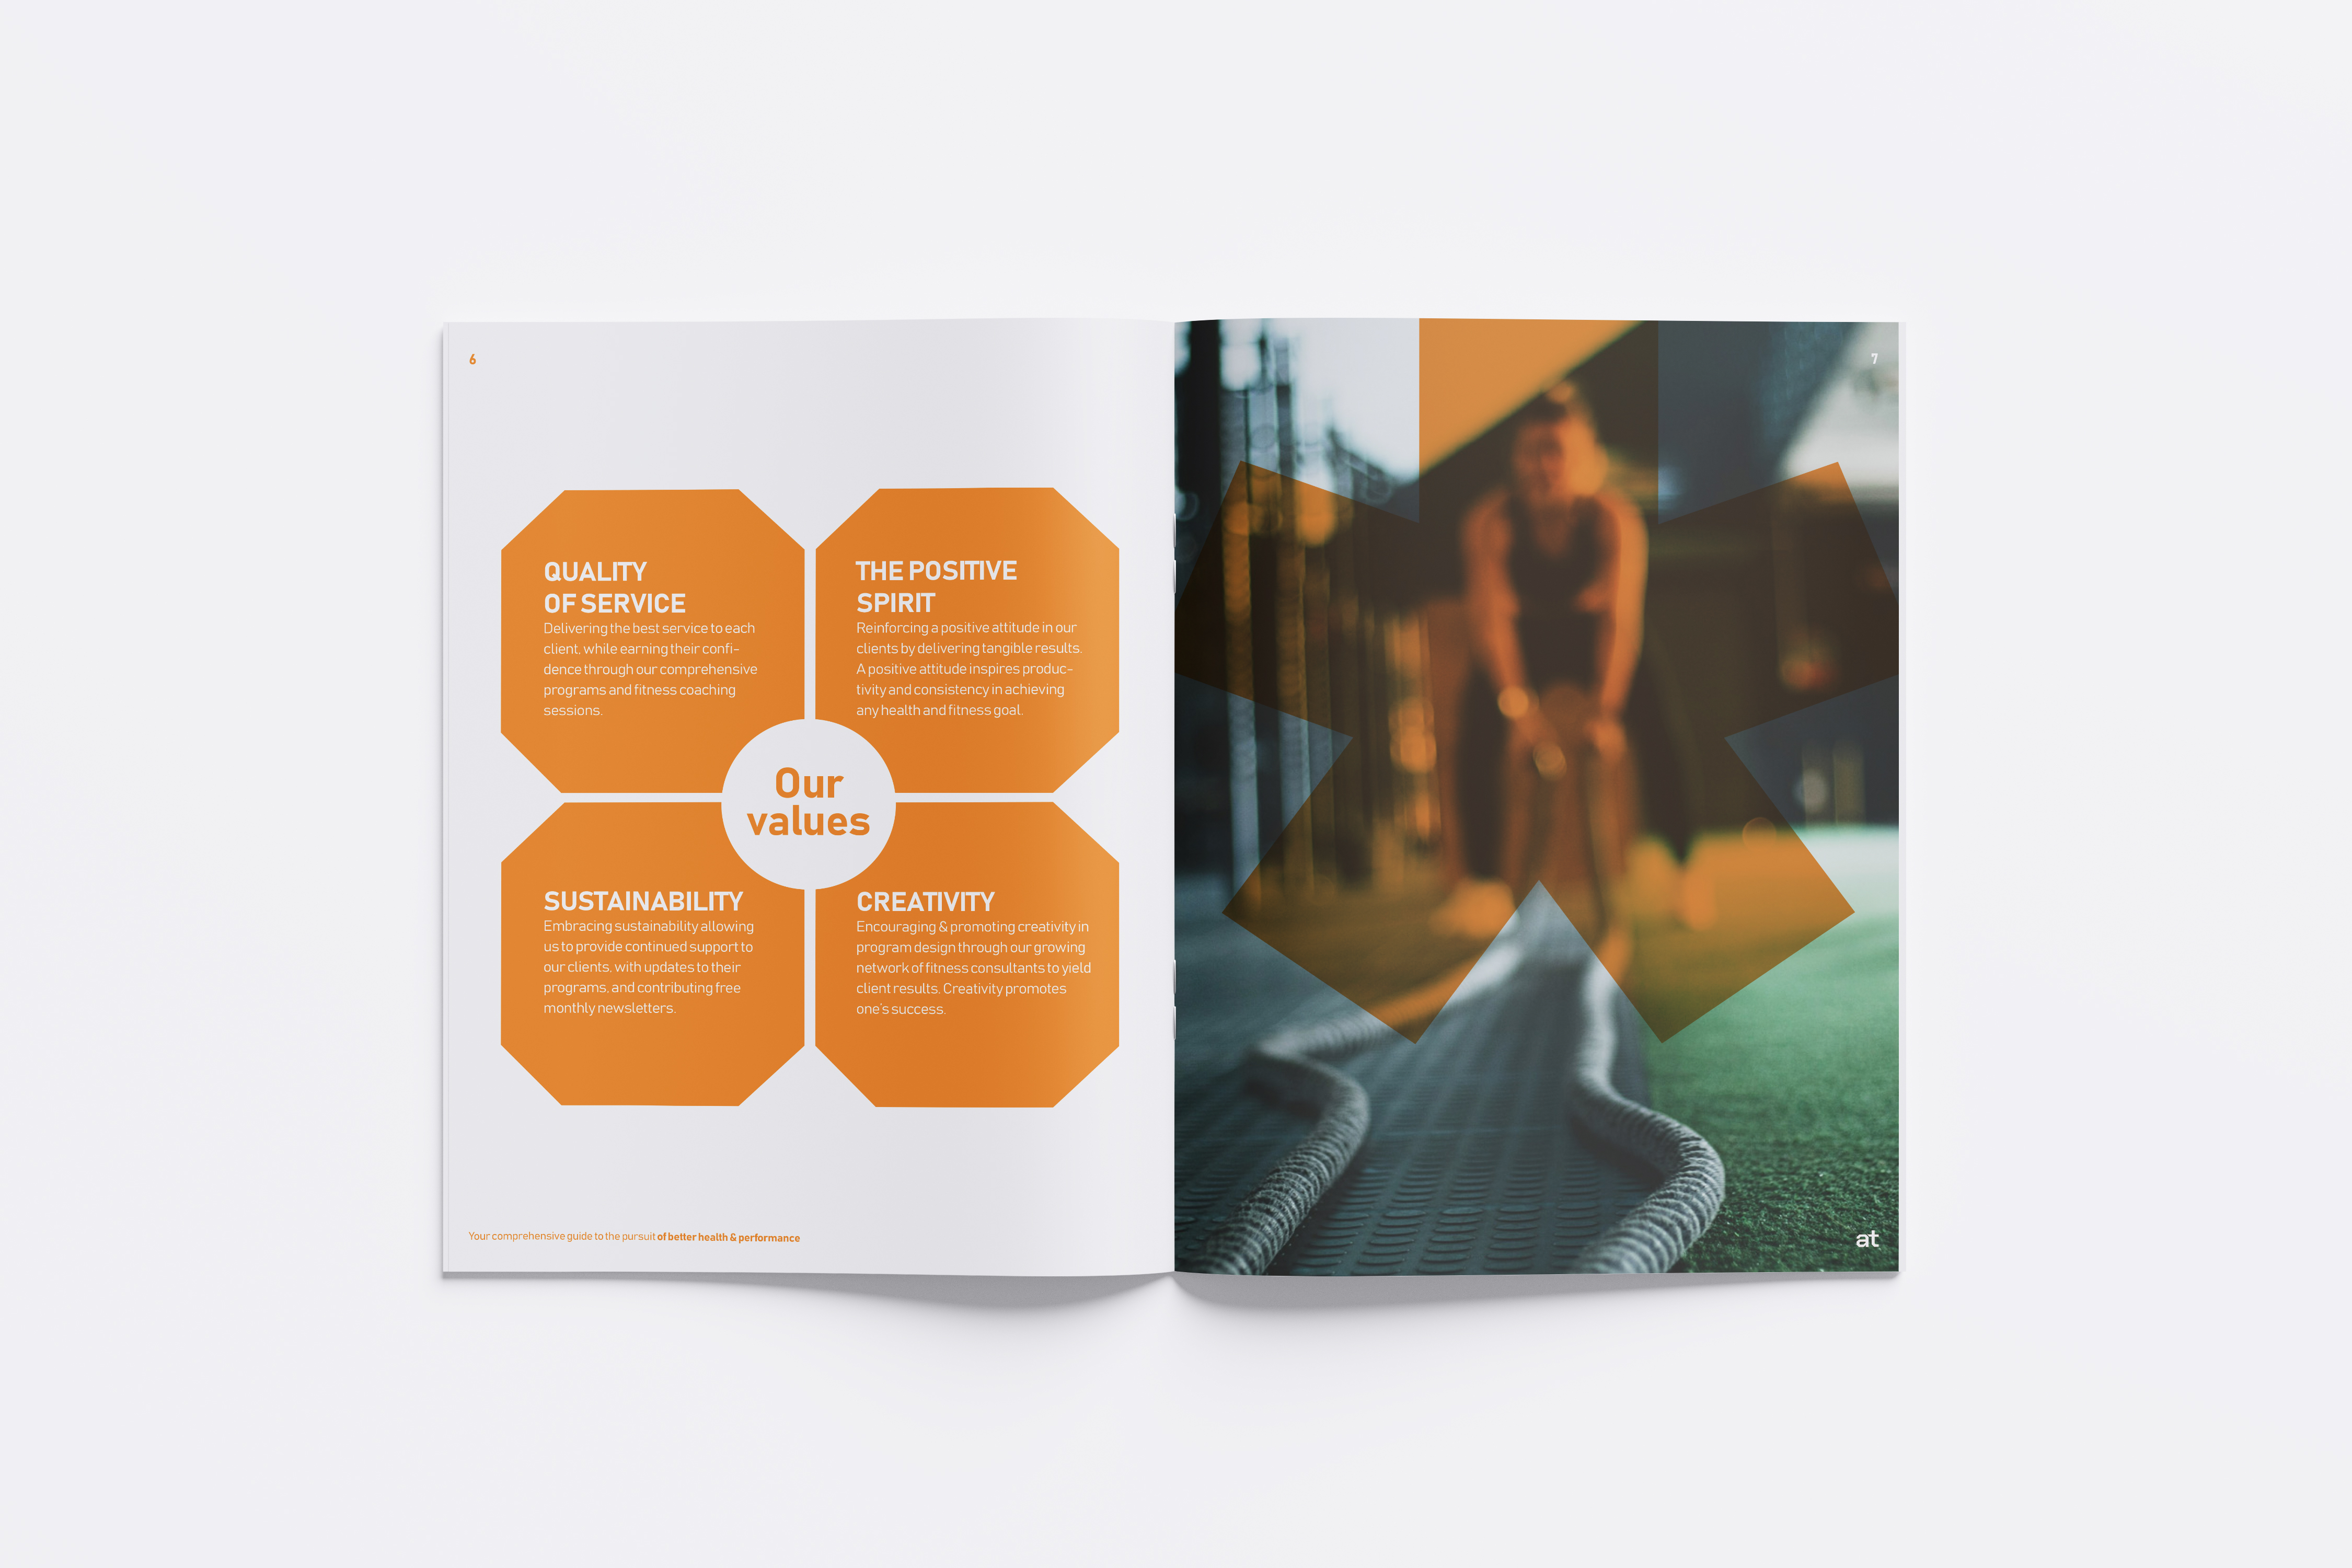 6
QUALITY
OF SERVICE
Delivering the best service to each
client, while earning their confi-
dence through our comprehensive
programs and fitness coaching
sessions.
THE POSITIVE
SPIRIT
Reinforcing a positive attitude in our
clients by delivering tangible results.
A positive attitude inspires produc-
tivity and consistency in achieving
any health and fitness goal.
Our
values
SUSTAINABILITY
Embracing sustainability allowing
us to provide continued support to
our clients, with updates to their
programs, and contributing free
monthly newsletters.
CREATIVITY
Encouraging & promoting creativity in
program design through our growing
network of fitness consultants to yield
client results. Creativity promotes
one's success.
Your comprehensive guide to the pursuit of better health & performance
7
at